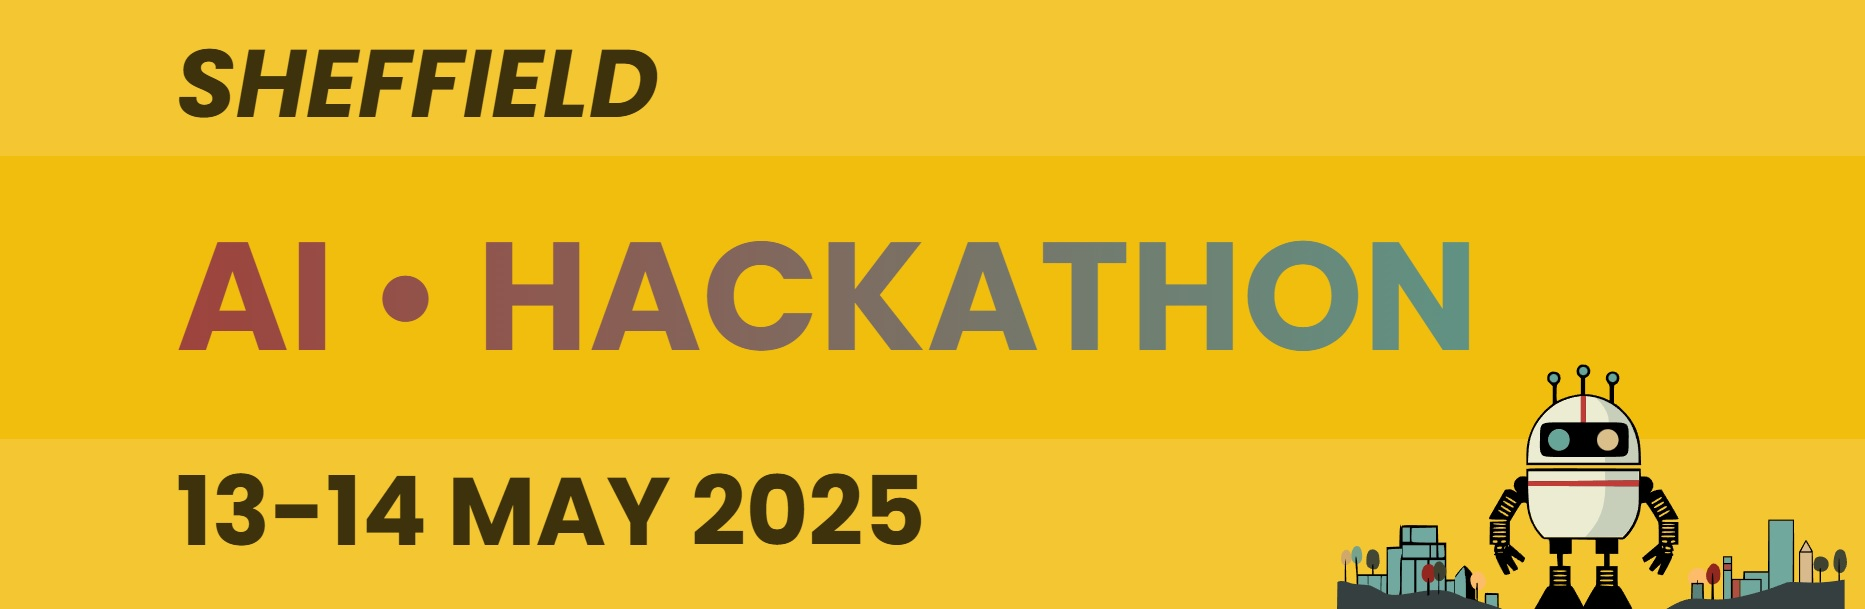 SHEFFIELD
AI • HACKATHON
13-14 MAY 2025